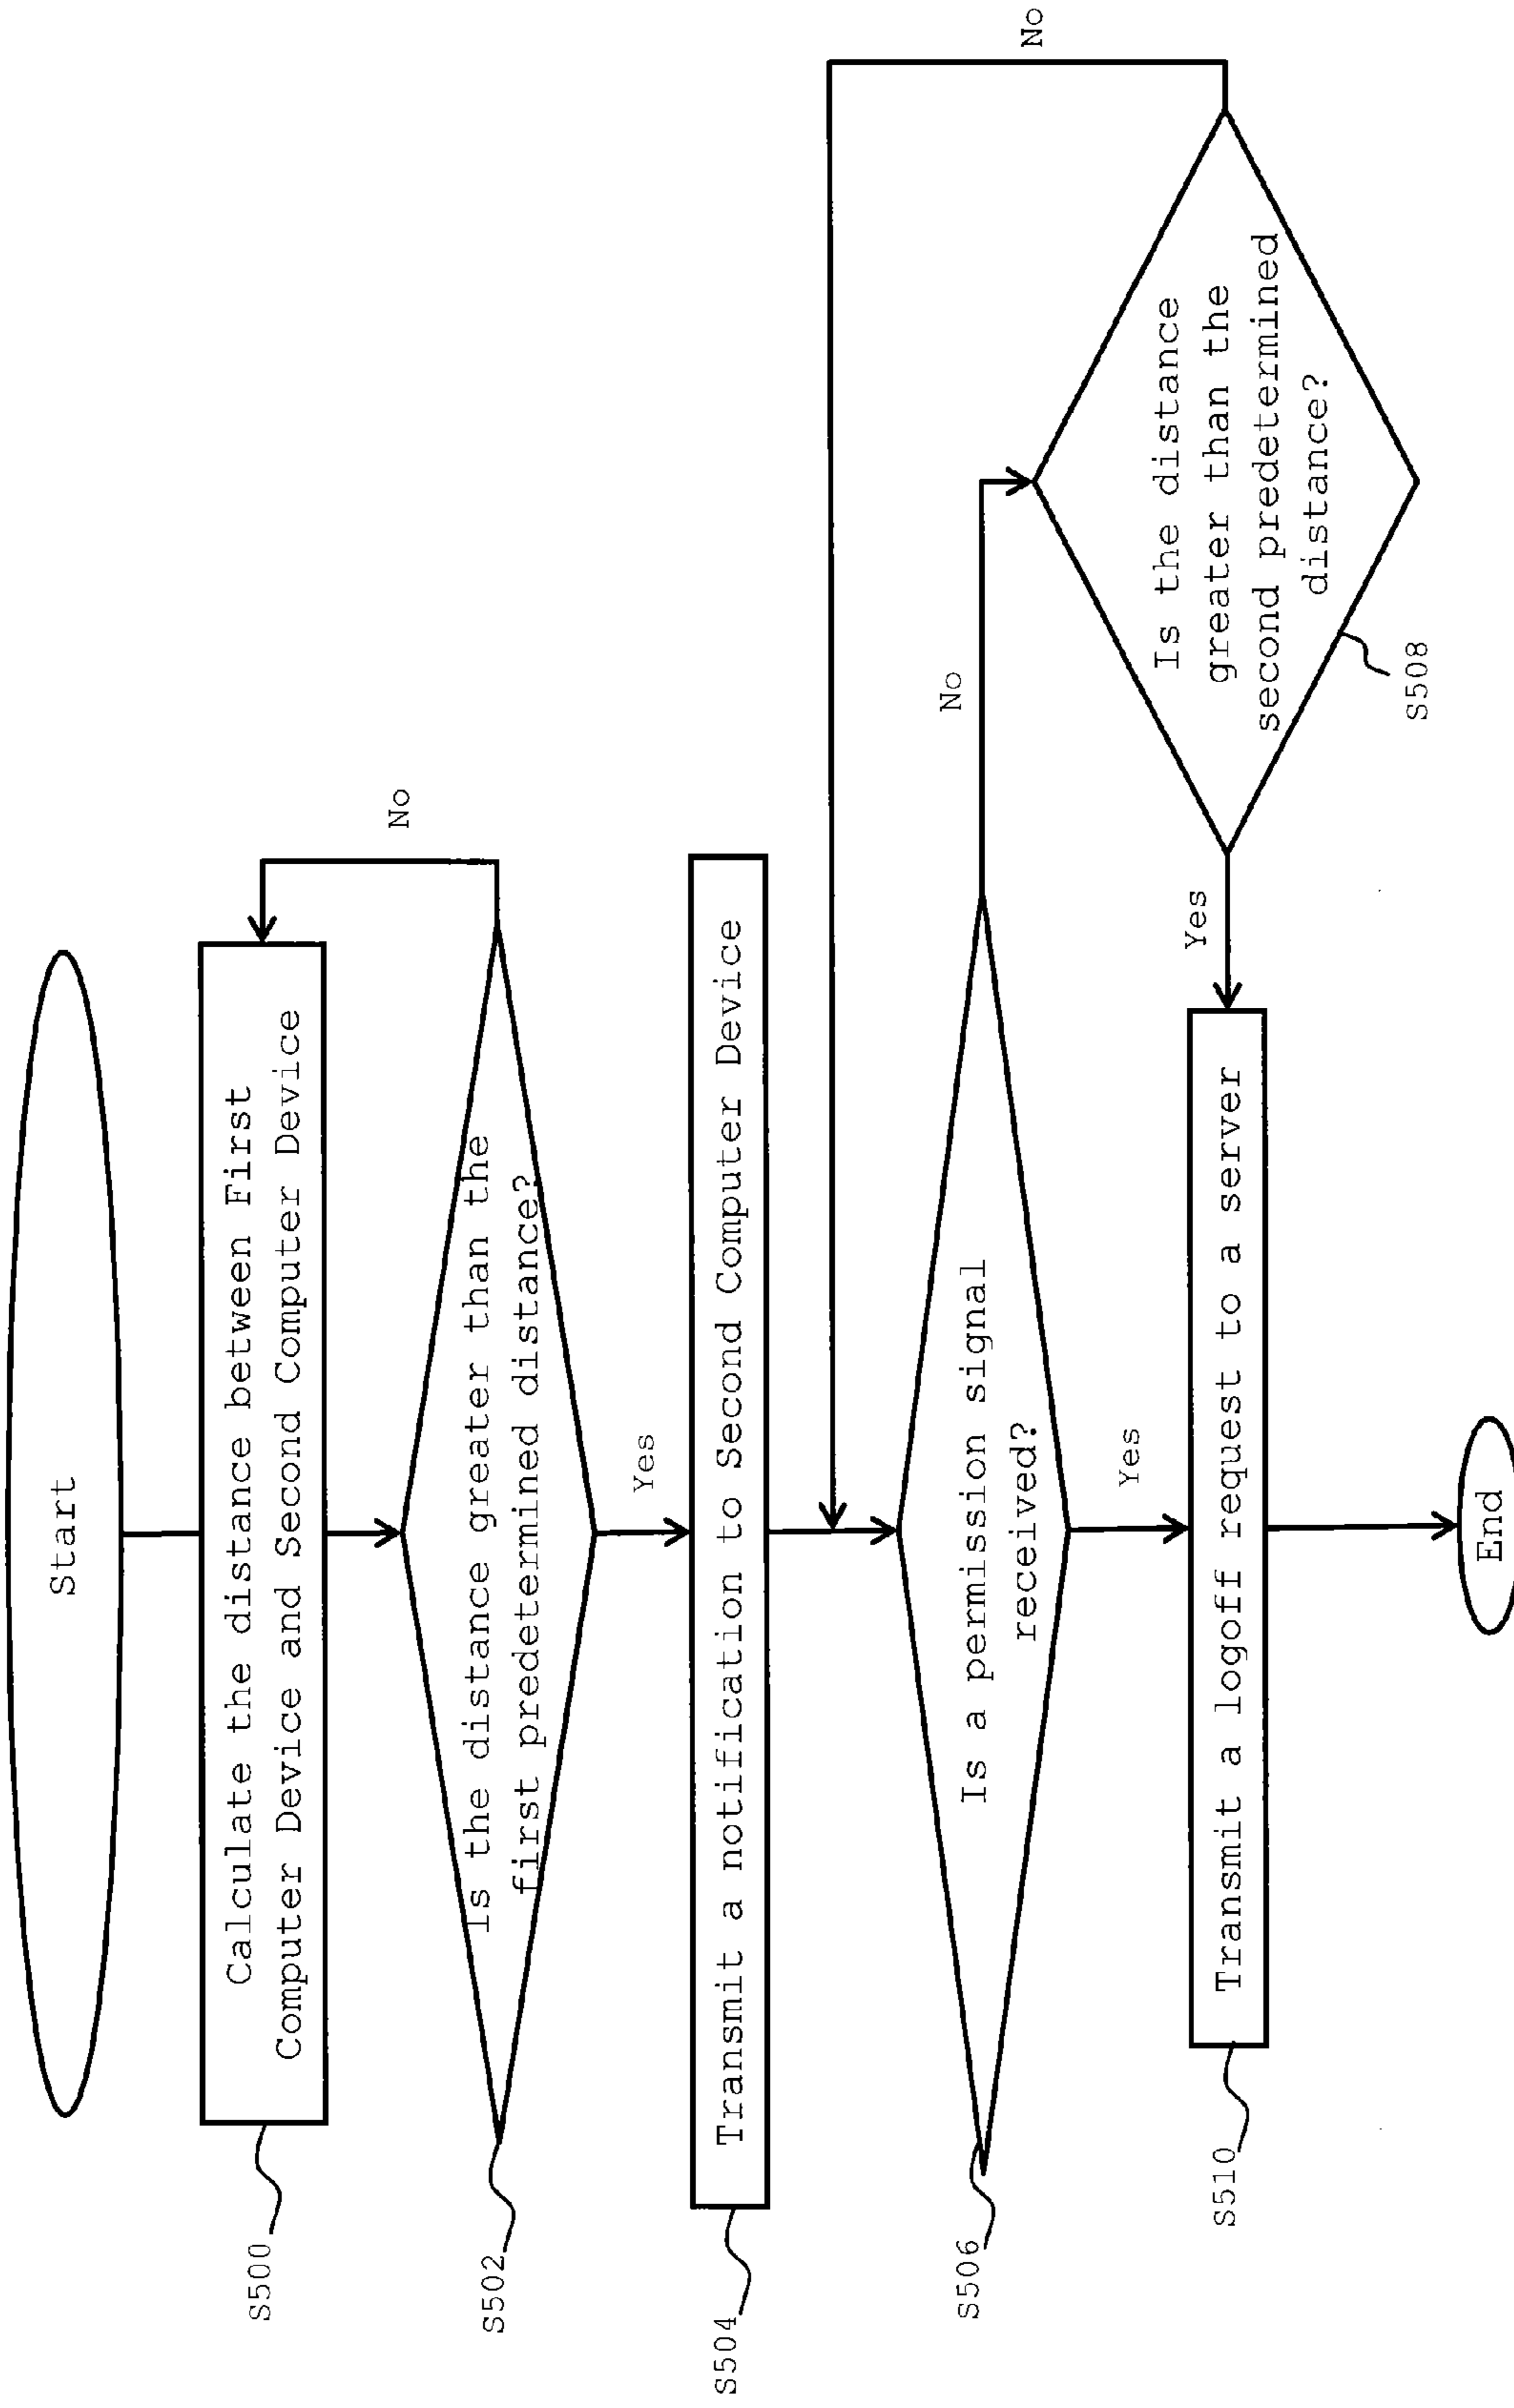 Start
S500
Calculate the distance between First
Computer Device and Second Computer Device
S502
Is the distance greater than the
first predetermined distance?
No
Yes
S504
Transmit a notification to Second Computer Device
No
S506
Is a permission signal
received?
No
Yes
Is the distance
greater than the
second predetermined
distance?
S508
Yes
S510
Transmit a logoff request to a server
End